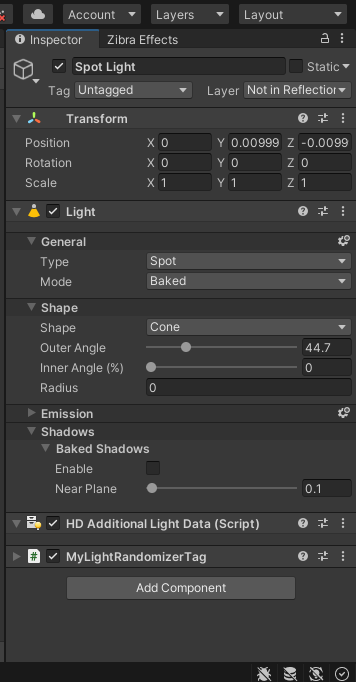 Account Layers Layout
Inspector Zibra Effects
Spot Light Static
Tag Untagged Layer Not in Reflection
Transform
Position X 0 Y 0.00999 Z -0.0099
Rotation X 0 Y 0 Z 0
Scale X 1 Y 1 Z 1
Light
General
Type Spot
Mode Baked
Shape
Shape Cone
Outer Angle 44.7
Inner Angle (%) 0
Radius 0
Emission
Shadows
Baked Shadows
Enable
Near Plane 0.1
# HD Additional Light Data (Script)
# MyLightRandomizerTag
Add Component